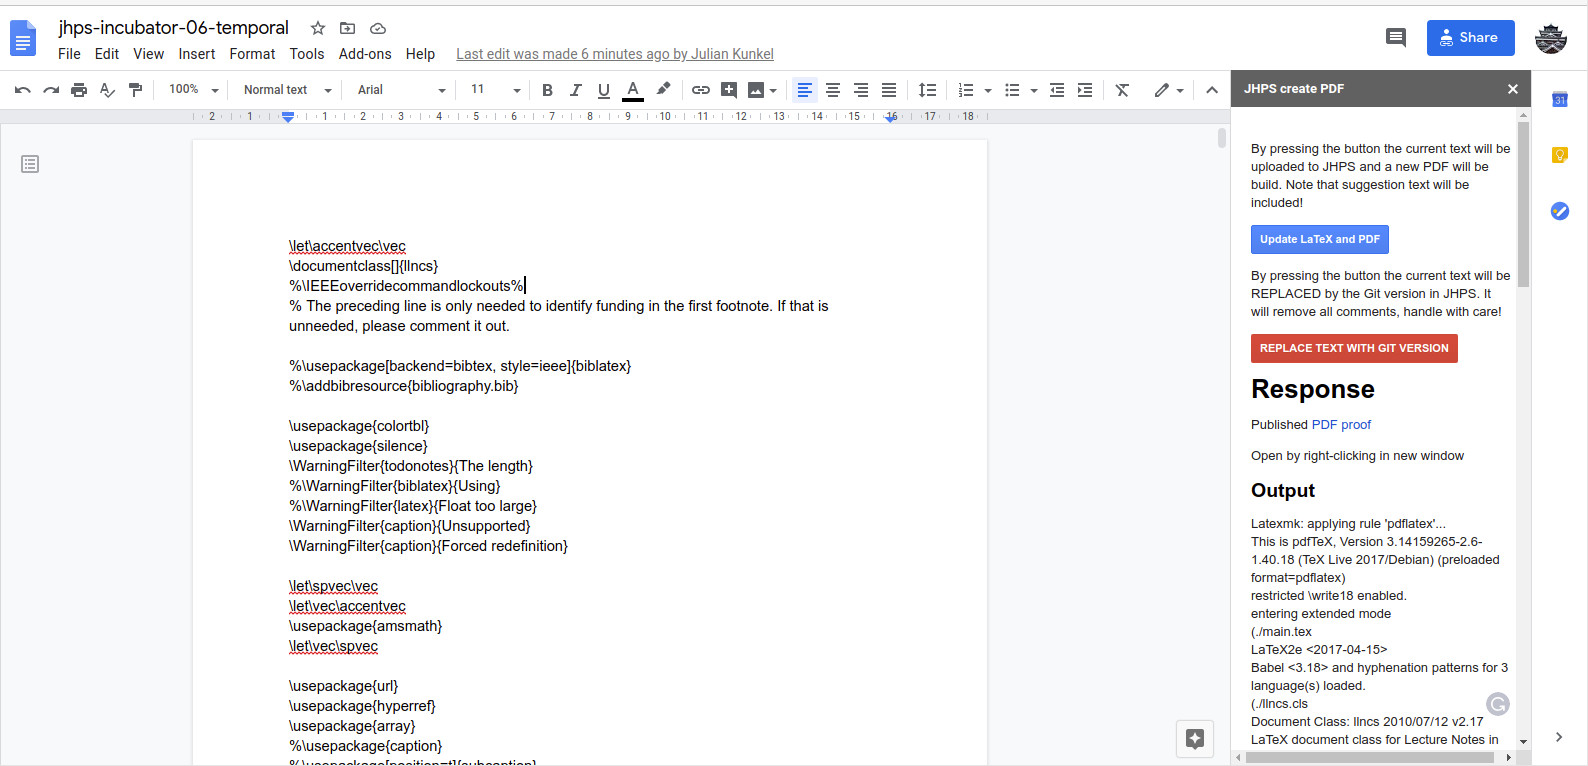 jhps-incubator-06-temporal
File Edit View Insert Format Tools Add-ons Help Last edit was made 6 minutes ago by Julian Kunkel
Share
100% Normal text Arial 11 B I U A
2 1 1 2 3 4 5 6 7 8 9 10 11 12 13 14 15 16 17 18
\let\accentvec\vec
\documentclass[]{llncs}
%\IEEEoverridecommandlockouts%
% The preceding line is only needed to identify funding in the first footnote. If that is
unneeded, please comment it out.
%\usepackage[backend=bibtex, style=ieee]{biblatex}
%\addbibresource{bibliography.bib}
\usepackage{colortbl}
\usepackage{silence}
\WarningFilter{todonotes}{The length}
%\WarningFilter{biblatex}{Using}
%\WarningFilter{latex}{Float too large}
\WarningFilter{caption}{Unsupported}
\WarningFilter{caption}{Forced redefinition}
\let\spvec\vec
\let\vec\accentvec
\usepackage{amsmath}
\let\vec\spvec
\usepackage{url}
\usepackage{hyperref}
\usepackage{array}
%\usepackage{caption}
%\usepackage[position=t]{subcaption}
JHPS create PDF
By pressing the button the current text will be
uploaded to JHPS and a new PDF will be
build. Note that suggestion text will be
included!
Update LaTeX and PDF
By pressing the button the current text will be
REPLACED by the Git version in JHPS. It
will remove all comments, handle with care!
REPLACE TEXT WITH GIT VERSION
Response
Published PDF proof
Open by right-clicking in new window
Output
Latexmk: applying rule 'pdflatex'...
This is pdfTeX, Version 3.14159265-2.6-
1.40.18 (TeX Live 2017/Debian) (preloaded
format=pdflatex)
restricted \write18 enabled.
entering extended mode
(./main.tex
LaTeX2e <2017-04-15>
Babel <3.18> and hyphenation patterns for 3
language(s) loaded.
(./llncs.cls
Document Class: llncs 2010/07/12 v2.17
LaTeX document class for Lecture Notes in
31